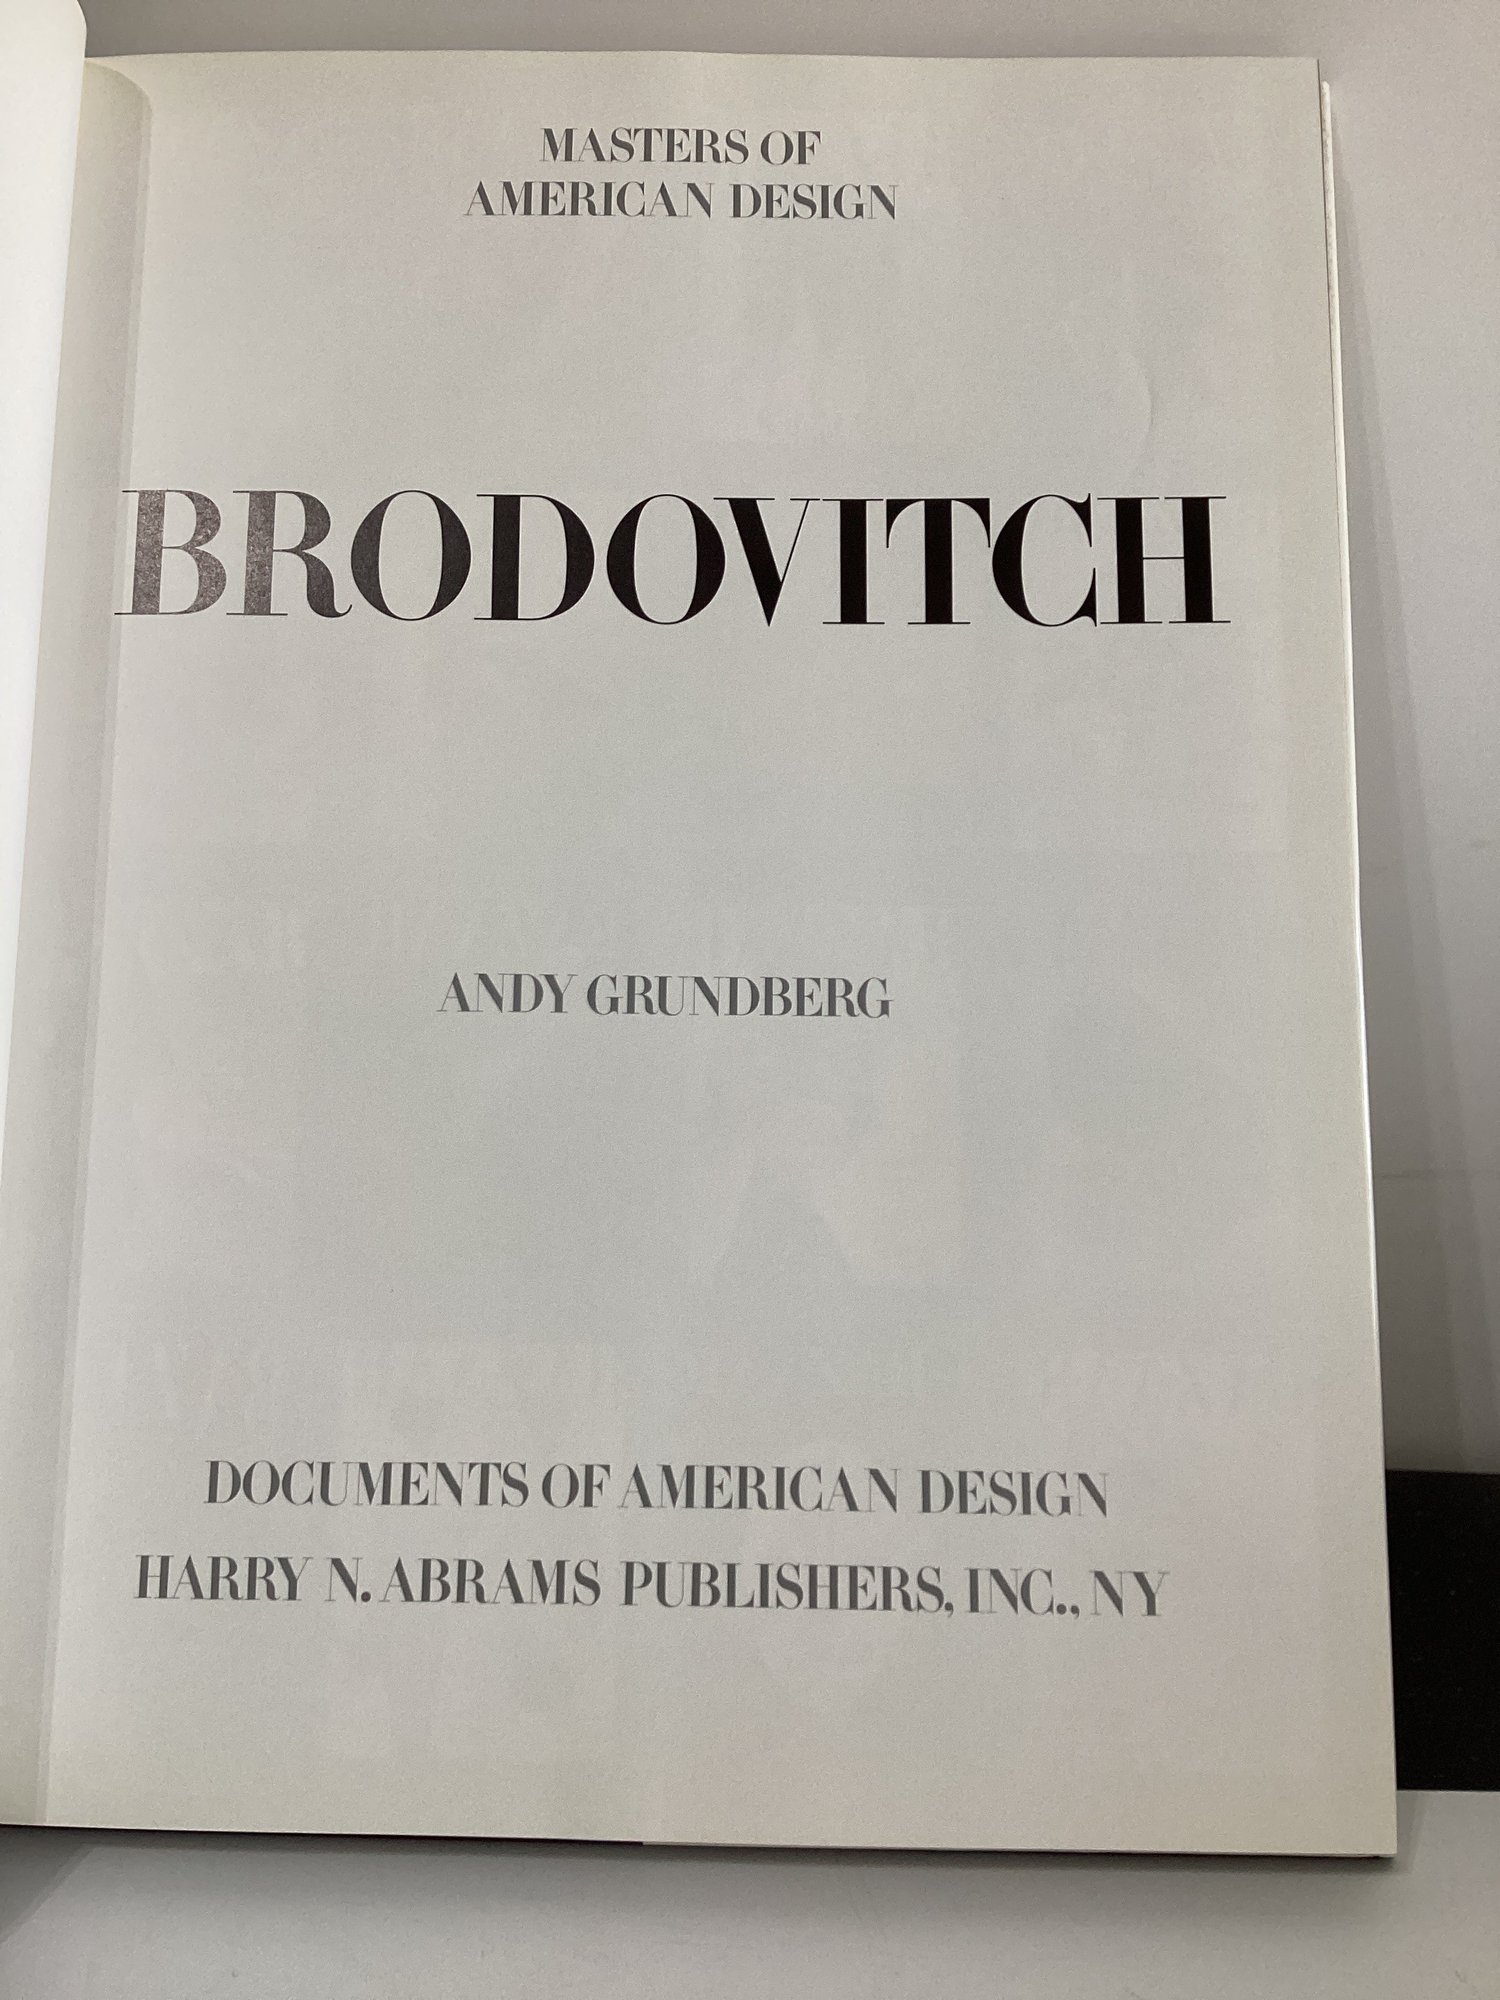 MASTERS OF
AMERICAN DESIGN
BRODOVITCH
ANDY GRUNDBERG
DOCUMENTS OF AMERICAN DESIGN
HARRY N. ABRAMS PUBLISHERS, INC., NY